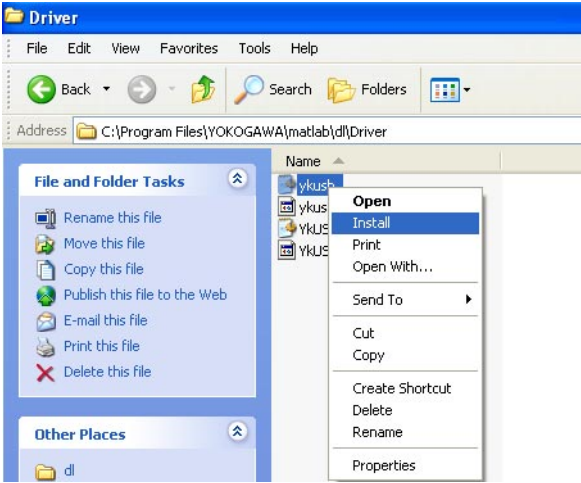 Driver
File Edit View Favorites Tools Help
Back Search Folders
Address C:\Program Files\YOKOGAWA\matlab\dl\Driver
Name
File and Folder Tasks
Rename this file
Move this file
Copy this file
Publish this file to the Web
E-mail this file
Print this file
Delete this file
Other Places
dl
ykusb
ykus
YkUS
YkUS
Open
Install
Print
Open With...
Send To
Cut
Copy
Create Shortcut
Delete
Rename
Properties